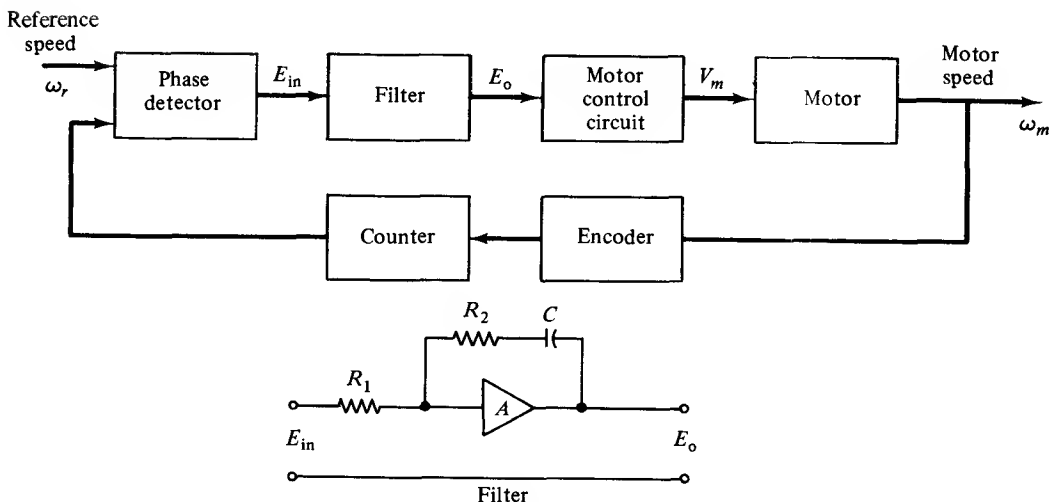 Reference
speed
ω_r
Phase
detector
E_in
Filter
E_o
Motor
control
circuit
V_m
Motor
Motor
speed
ω_m
Counter
Encoder
R_2
C
R_1
A
E_in
E_o
Filter